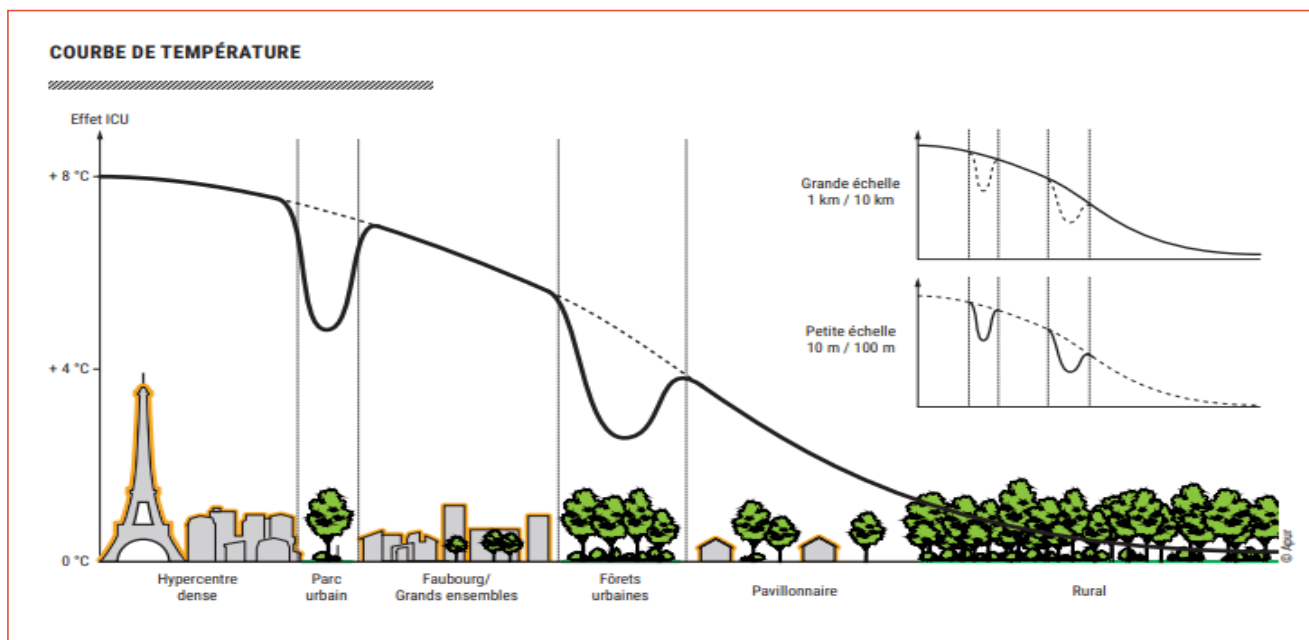 COURBE DE TEMPÉRATURE
Effet ICU
+ 8 °C
+ 4 °C
0 °C
Grande échelle
1 km / 10 km
Petite échelle
10 m / 100 m
Hypercentre
dense
Parc
urbain
Faubourg/
Grands ensembles
Fôrets
urbaines
Pavillonnaire
Rural
© Apur